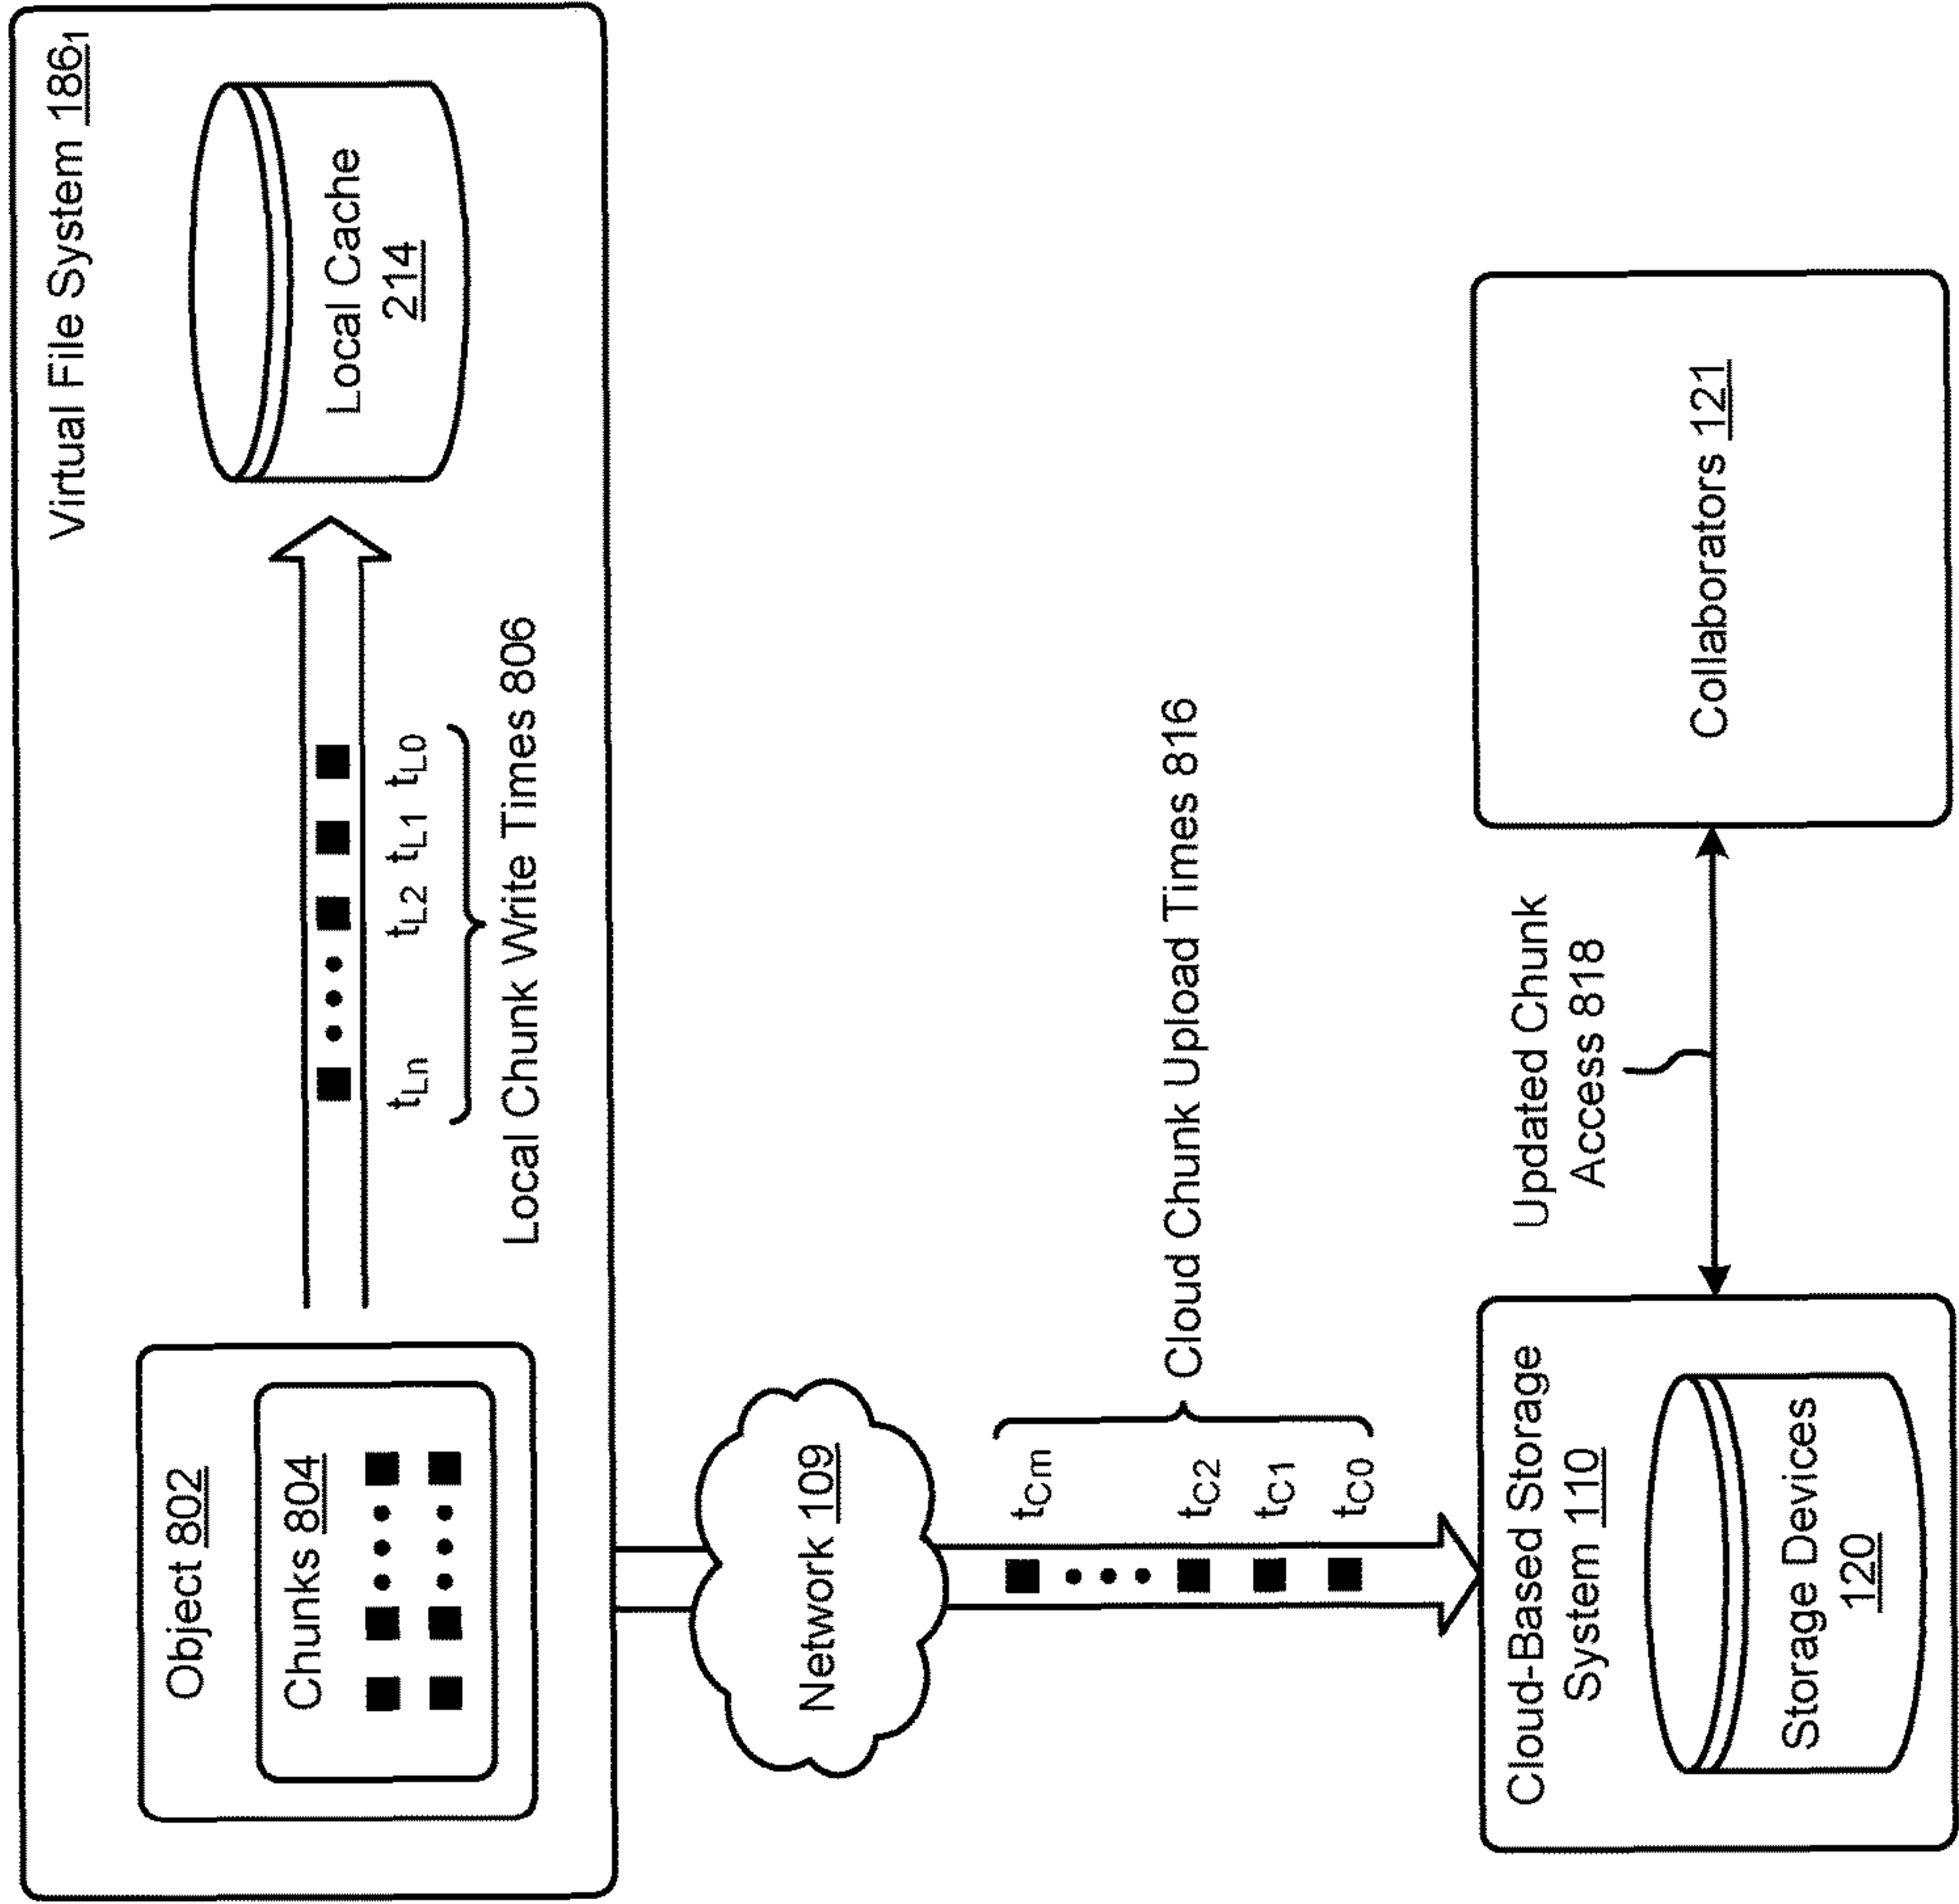 Virtual File System 186₁
Object 802
Chunks 804
Local Cache
214
tLn tL2 tL1 tL0
Local Chunk Write Times 806
Network 109
tCm
tC2
tC1
tC0
Cloud Chunk Upload Times 816
Cloud-Based Storage
System 110
Storage Devices
120
Updated Chunk
Access 818
Collaborators 121